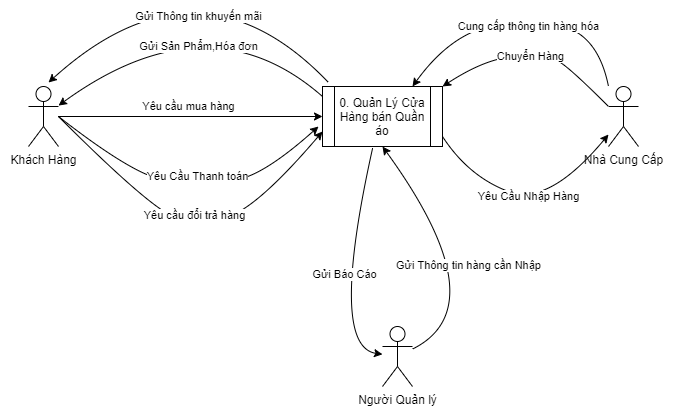 Gửi Thông tin khuyến mãi
Cung cấp thông tin hàng hóa
Gửi Sản Phẩm,Hóa đơn
Chuyển Hàng
0. Quản Lý Cửa
Hàng bán Quần
áo
Yêu cầu mua hàng
Khách Hàng
Nhà Cung Cấp
Yêu Cầu Thanh toán
Yêu Cầu Nhập Hàng
Yêu cầu đổi trả hàng
Gửi Thông tin hàng cần Nhập
Gửi Báo Cáo
Người Quản lý